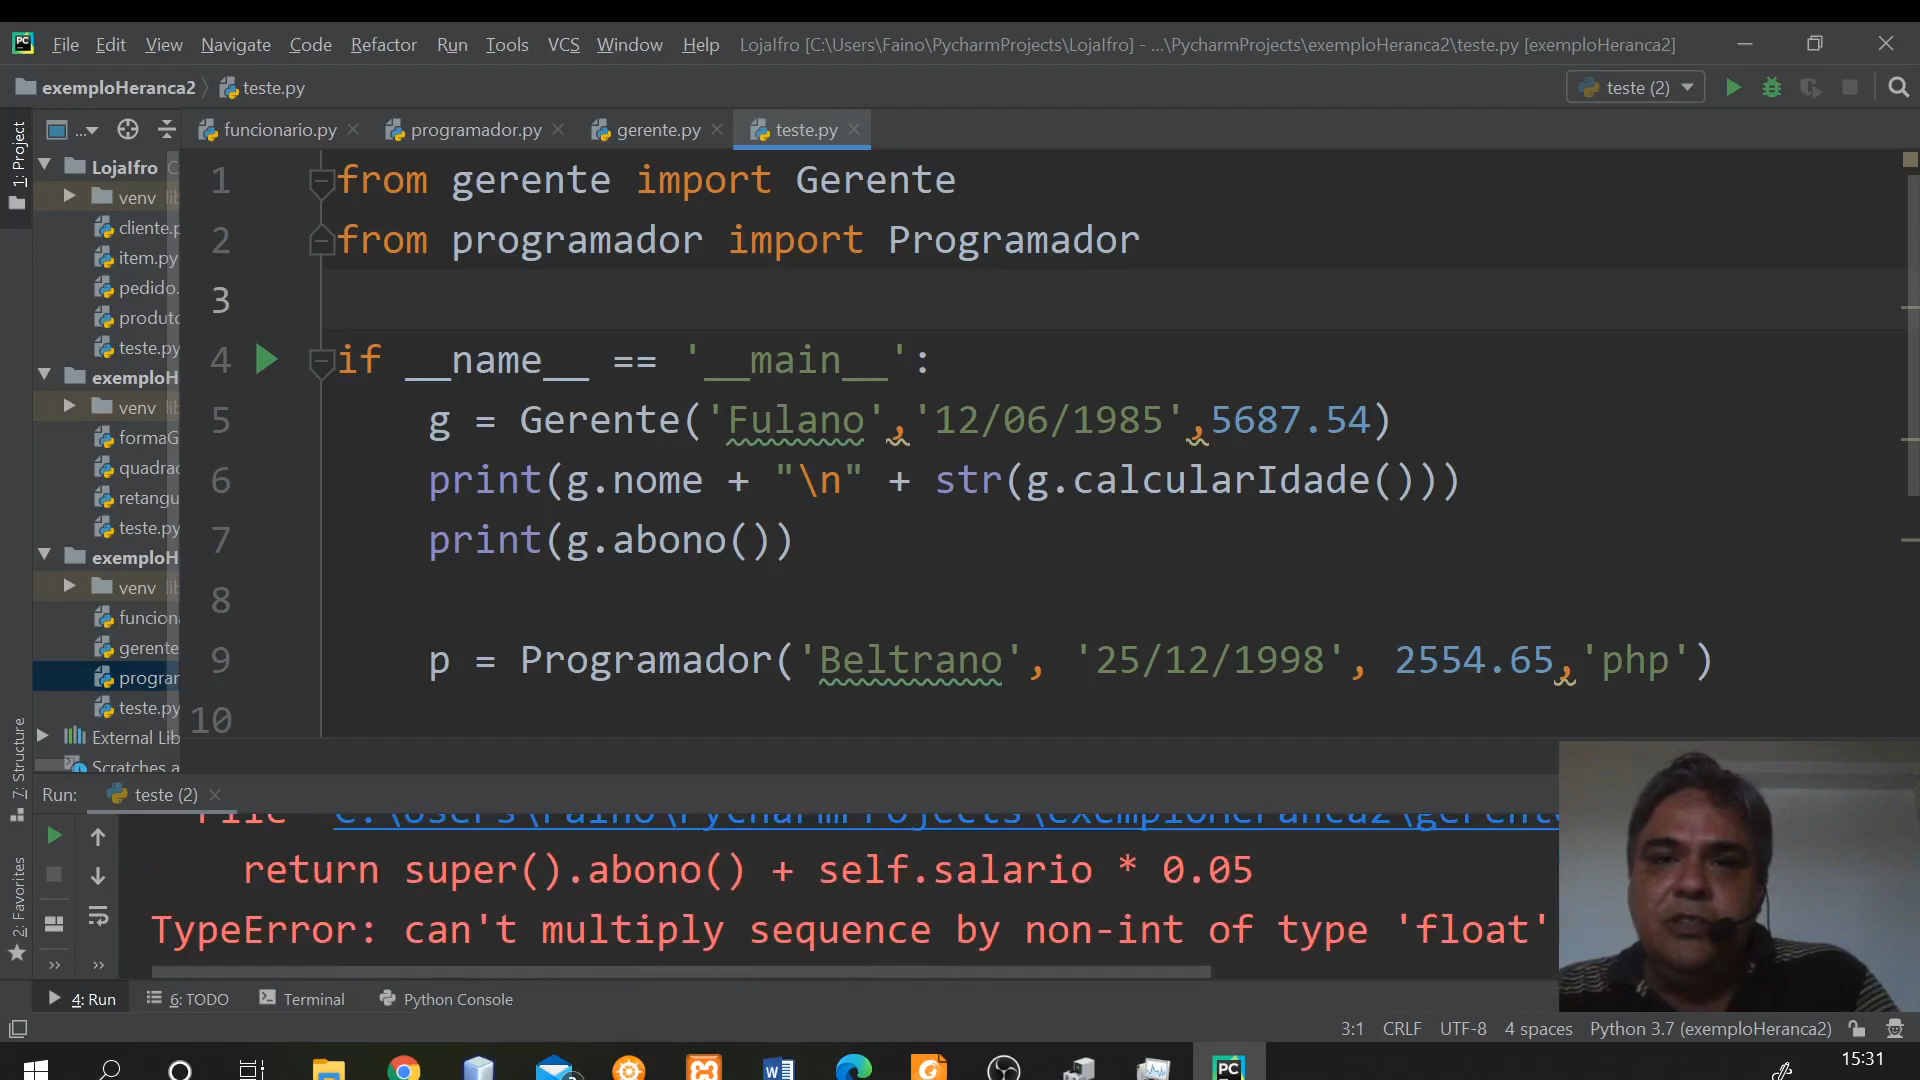 File Edit View Navigate Code Refactor Run Tools VCS Window Help LojaIfro [C:\Users\Faino\PycharmProjects\LojaIfro] - ...\PycharmProjects\exemploHeranca2\teste.py [exemploHeranca2]
exemploHeranca2 teste.py teste (2)
... funcionario.py programador.py gerente.py teste.py
1: Project
LojaIfro
venv
cliente.p
item.py
pedido.
produto
teste.py
exemploH
venv
formaG
quadrad
retangu
teste.py
exemploH
venv
funcion
gerente
program
teste.py
External Lib
Scratches a
7: Structure
2: Favorites
1 from gerente import Gerente
2 from programador import Programador
3
4 if __name__ == '__main__':
5 g = Gerente('Fulano','12/06/1985',5687.54)
6 print(g.nome + "\n" + str(g.calcularIdade()))
7 print(g.abono())
8
9 p = Programador('Beltrano', '25/12/1998', 2554.65,'php')
10
Run: teste (2)
File C:\Users\Faino\PycharmProjects\exemploHeranca2\gerente
return super().abono() + self.salario * 0.05
TypeError: can't multiply sequence by non-int of type 'float'
4: Run 6: TODO Terminal Python Console
3:1 CRLF UTF-8 4 spaces Python 3.7 (exemploHeranca2)
15:31